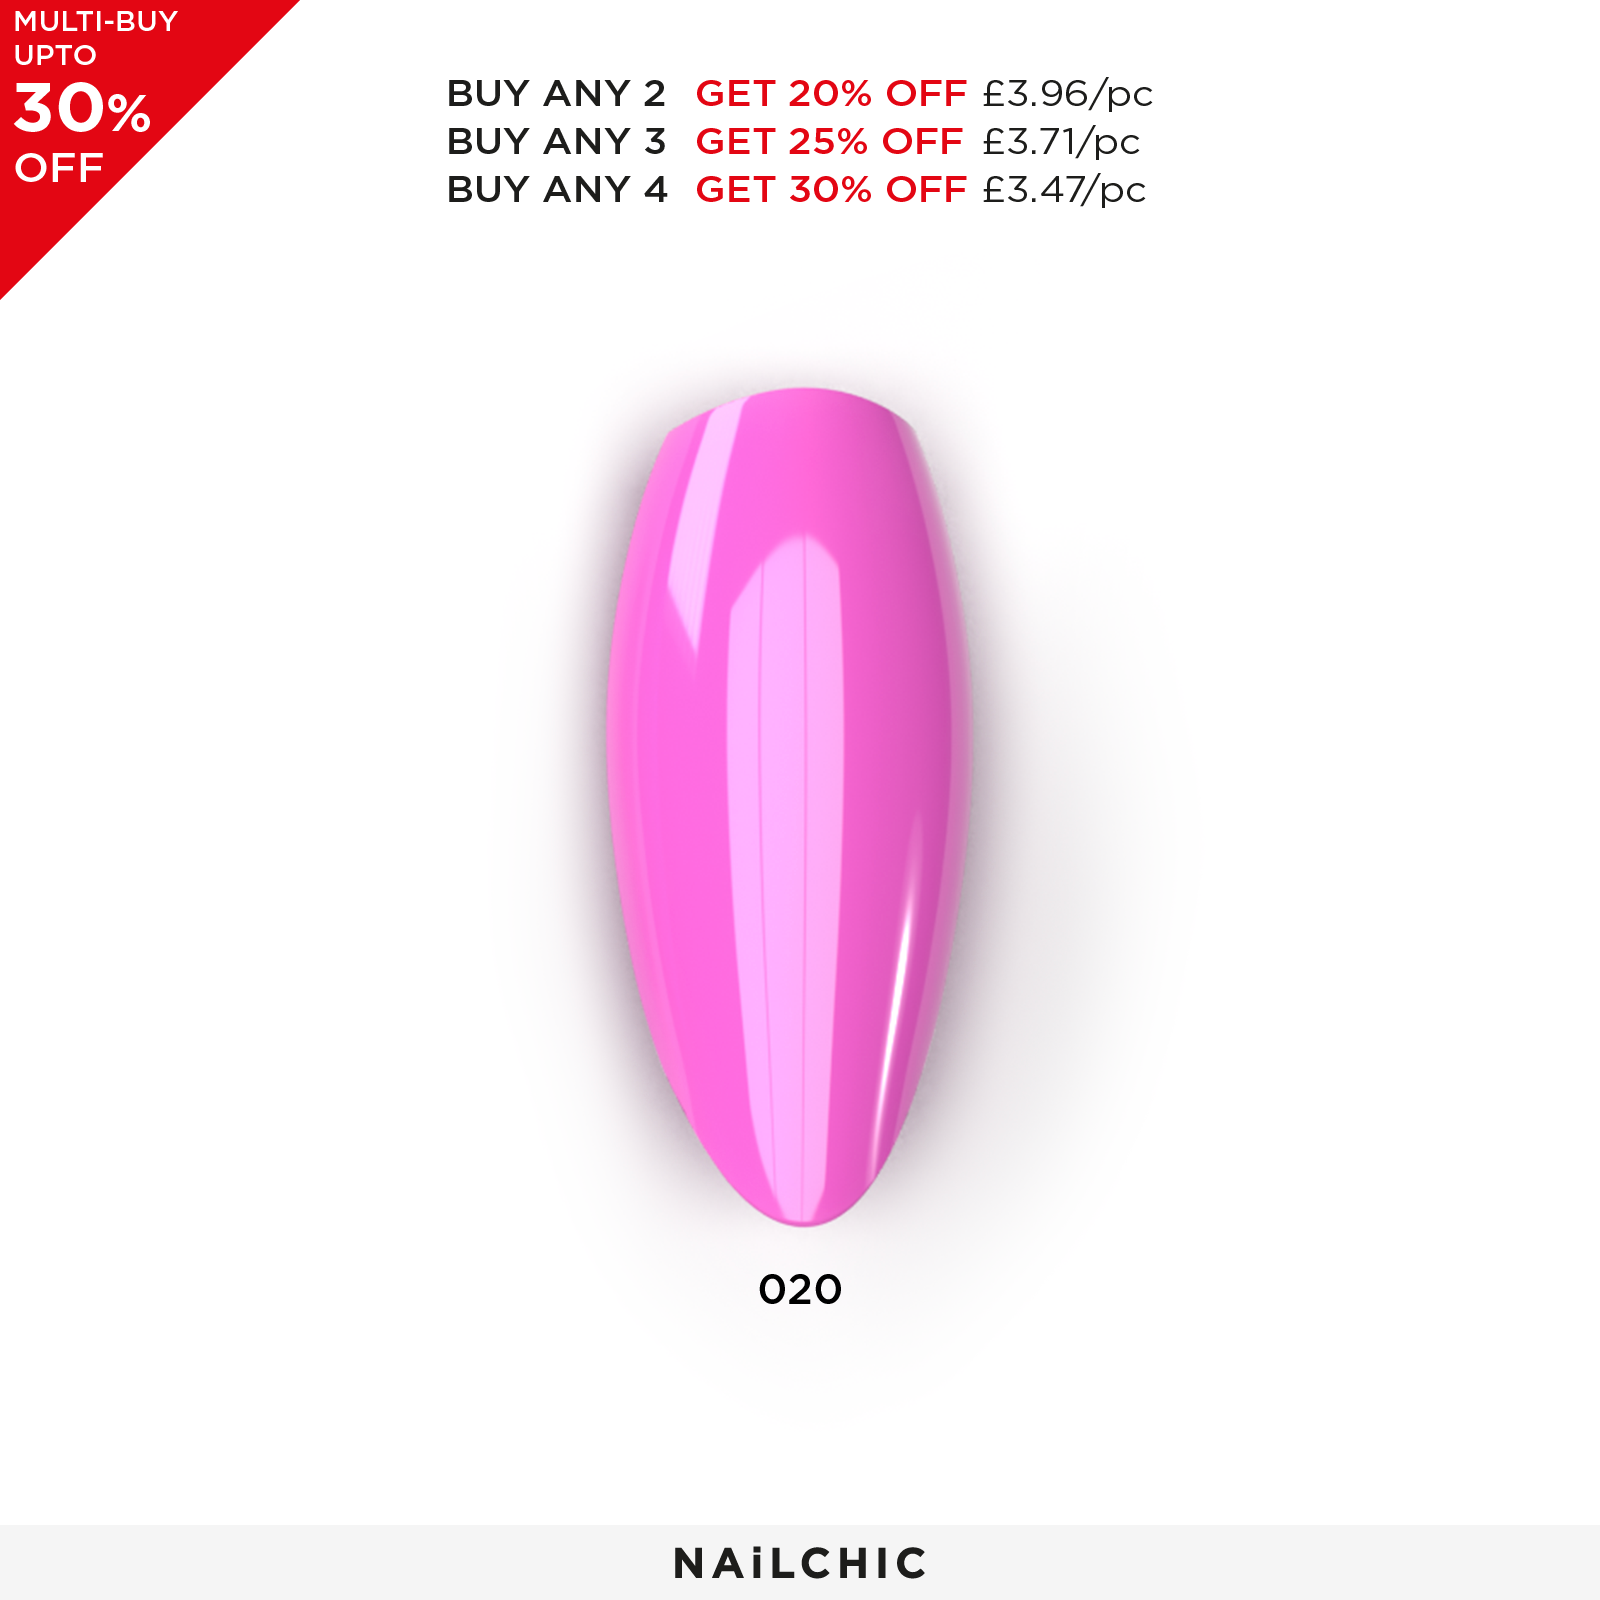 MULTI-BUY
UPTO
30%
OFF
BUY ANY 2 GET 20% OFF £3.96/pc
BUY ANY 3 GET 25% OFF £3.71/pc
BUY ANY 4 GET 30% OFF £3.47/pc
020
NAiLCHIC